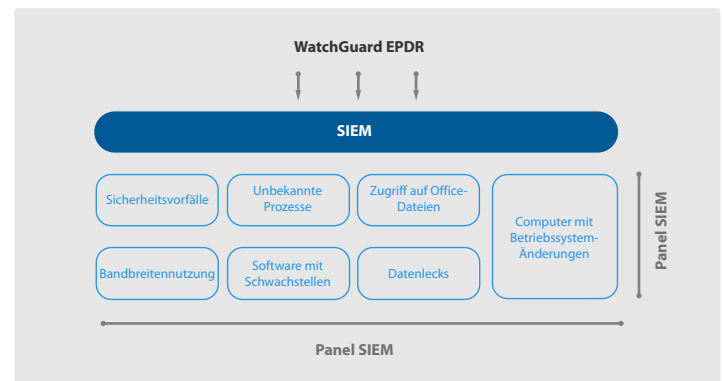 WatchGuard EPDR
SIEM
Sicherheitsvorfälle
Unbekannte
Prozesse
Zugriff auf Office-
Dateien
Computer mit
Betriebssystem-
Änderungen
Bandbreitennutzung
Software mit
Schwachstellen
Datenlecks
Panel SIEM
Panel SIEM